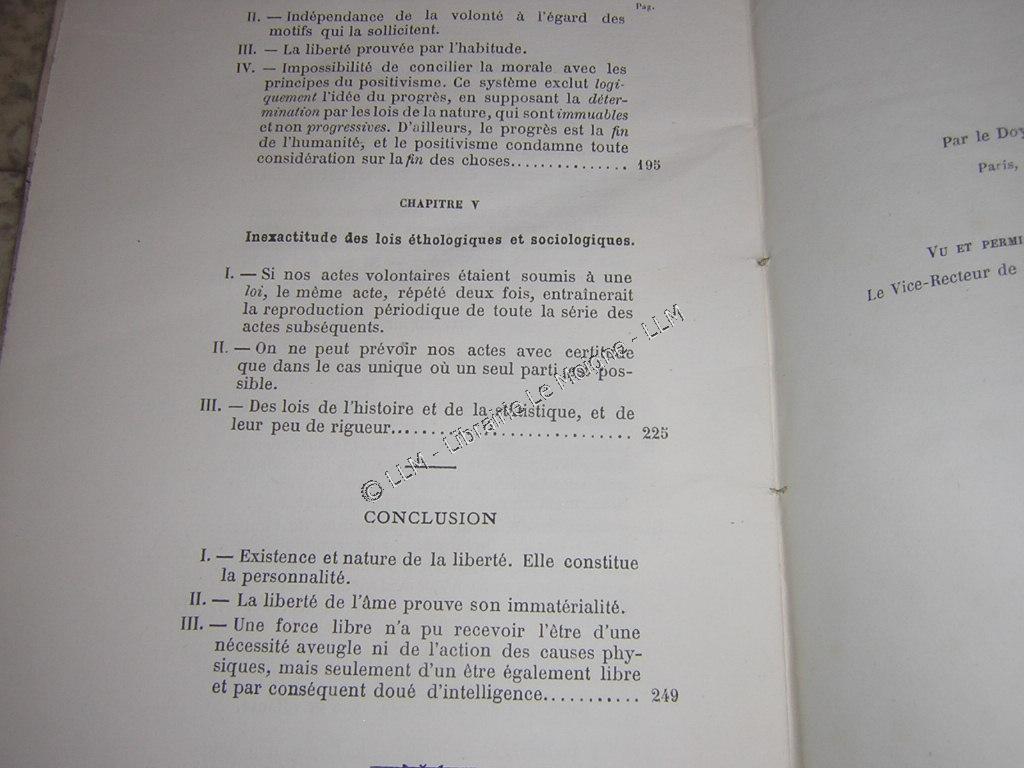 Pag.
II. — Indépendance de la volonté à l'égard des
motifs qui la sollicitent.
III. — La liberté prouvée par l'habitude.
IV. — Impossibilité de concilier la morale avec les
principes du positivisme. Ce système exclut logi-
quement l'idée du progrès, en supposant la déter-
mination par les lois de la nature, qui sont immuables
et non progressives. D'ailleurs, le progrès est la fin
de l'humanité, et le positivisme condamne toute
considération sur la fin des choses............... 195
CHAPITRE V
Inexactitude des lois éthologiques et sociologiques.
I. — Si nos actes volontaires étaient soumis à une
loi, le même acte, répété deux fois, entraînerait
la reproduction périodique de toute la série des
actes subséquents.
II. — On ne peut prévoir nos actes avec certitude
que dans le cas unique où un seul parti est pos-
sible.
III. — Des lois de l'histoire et de la statistique, et de
leur peu de rigueur.............................. 225
CONCLUSION
I. — Existence et nature de la liberté. Elle constitue
la personnalité.
II. — La liberté de l'âme prouve son immatérialité.
III. — Une force libre n'a pu recevoir l'être d'une
nécessité aveugle ni de l'action des causes phy-
siques, mais seulement d'un être également libre
et par conséquent doué d'intelligence........... 249
© LLM - Librairie Le Moigne - LLM
Par le Doy
Paris,
VU ET PERMI
Le Vice-Recteur de